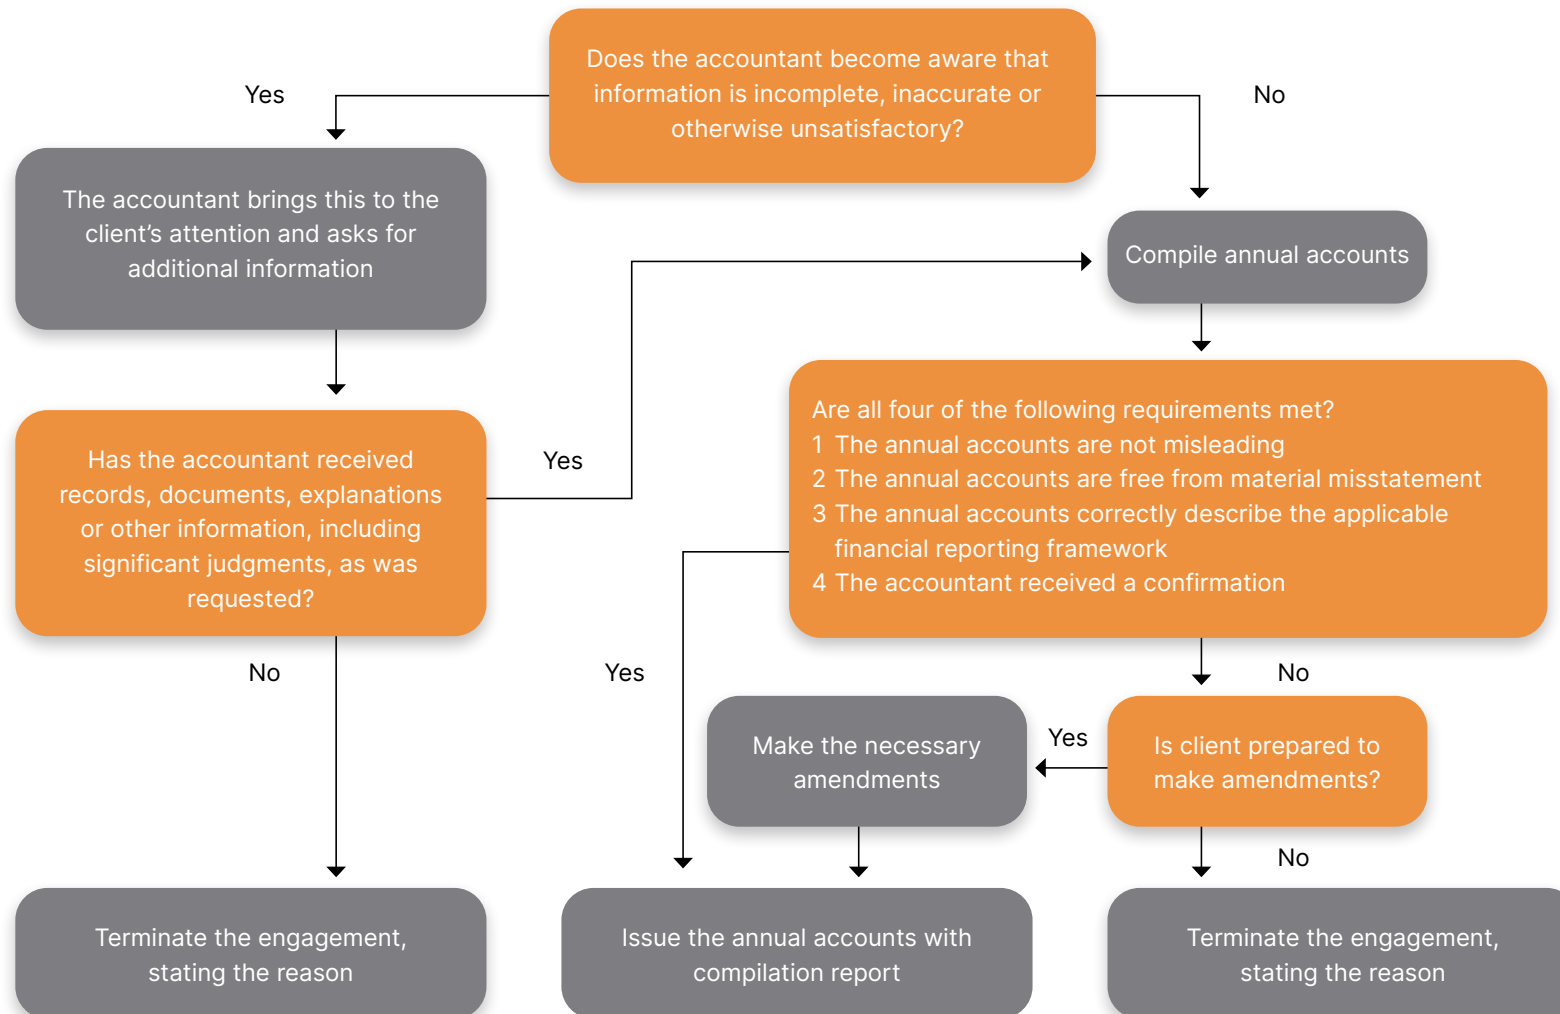 Does the accountant become aware that
information is incomplete, inaccurate or
otherwise unsatisfactory?
Yes
No
The accountant brings this to the
client’s attention and asks for
additional information
Compile annual accounts
Has the accountant received
records, documents, explanations
or other information, including
significant judgments, as was
requested?
Yes
Are all four of the following requirements met?
1 The annual accounts are not misleading
2 The annual accounts are free from material misstatement
3 The annual accounts correctly describe the applicable
financial reporting framework
4 The accountant received a confirmation
No
Yes
No
Make the necessary
amendments
Yes
Is client prepared to
make amendments?
No
Terminate the engagement,
stating the reason
Issue the annual accounts with
compilation report
Terminate the engagement,
stating the reason